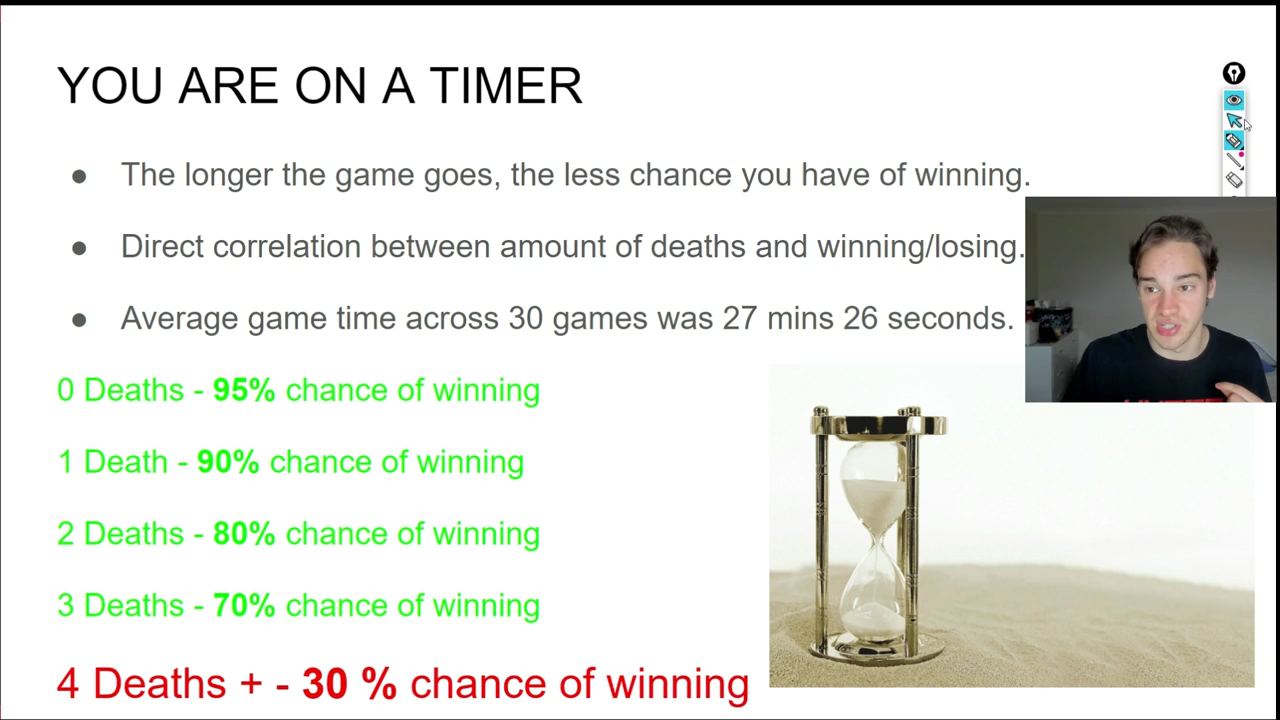 YOU ARE ON A TIMER
● The longer the game goes, the less chance you have of winning.
● Direct correlation between amount of deaths and winning/losing.
● Average game time across 30 games was 27 mins 26 seconds.
0 Deaths - 95% chance of winning
1 Death - 90% chance of winning
2 Deaths - 80% chance of winning
3 Deaths - 70% chance of winning
4 Deaths + - 30 % chance of winning